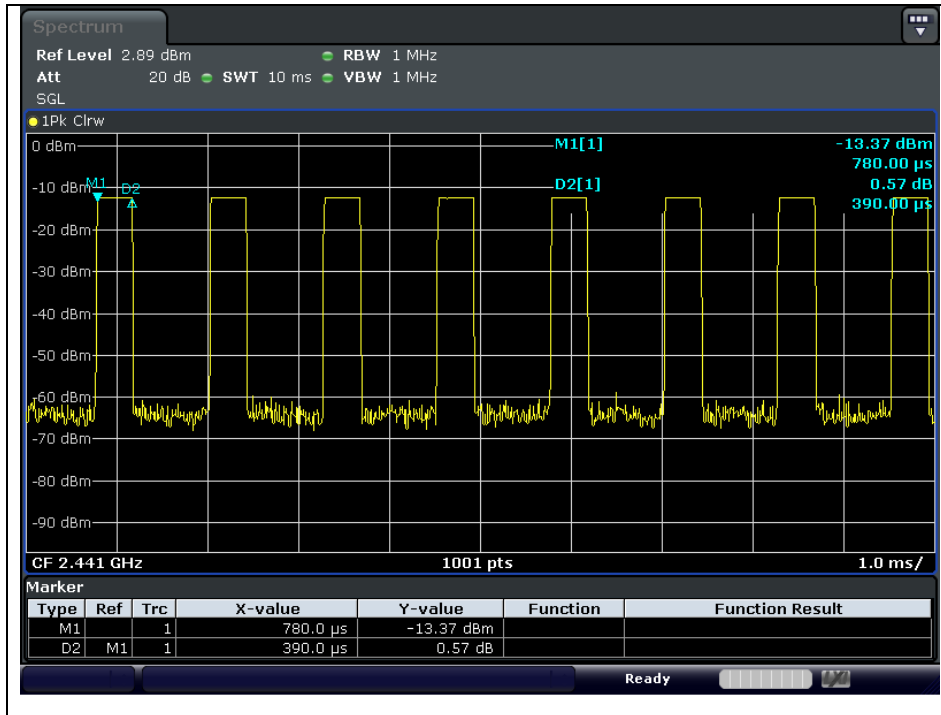 Spectrum
Ref Level 2.89 dBm RBW 1 MHz
Att 20 dB SWT 10 ms VBW 1 MHz
SGL
1Pk Clrw
0 dBm M1[1] -13.37 dBm
780.00 µs
-10 dBm M1 D2 D2[1] 0.57 dB
390.00 µs
-20 dBm
-30 dBm
-40 dBm
-50 dBm
-60 dBm
-70 dBm
-80 dBm
-90 dBm
CF 2.441 GHz 1001 pts 1.0 ms/
Marker
Type Ref Trc X-value Y-value Function Function Result
M1 1 780.0 µs -13.37 dBm
D2 M1 1 390.0 µs 0.57 dB
Ready